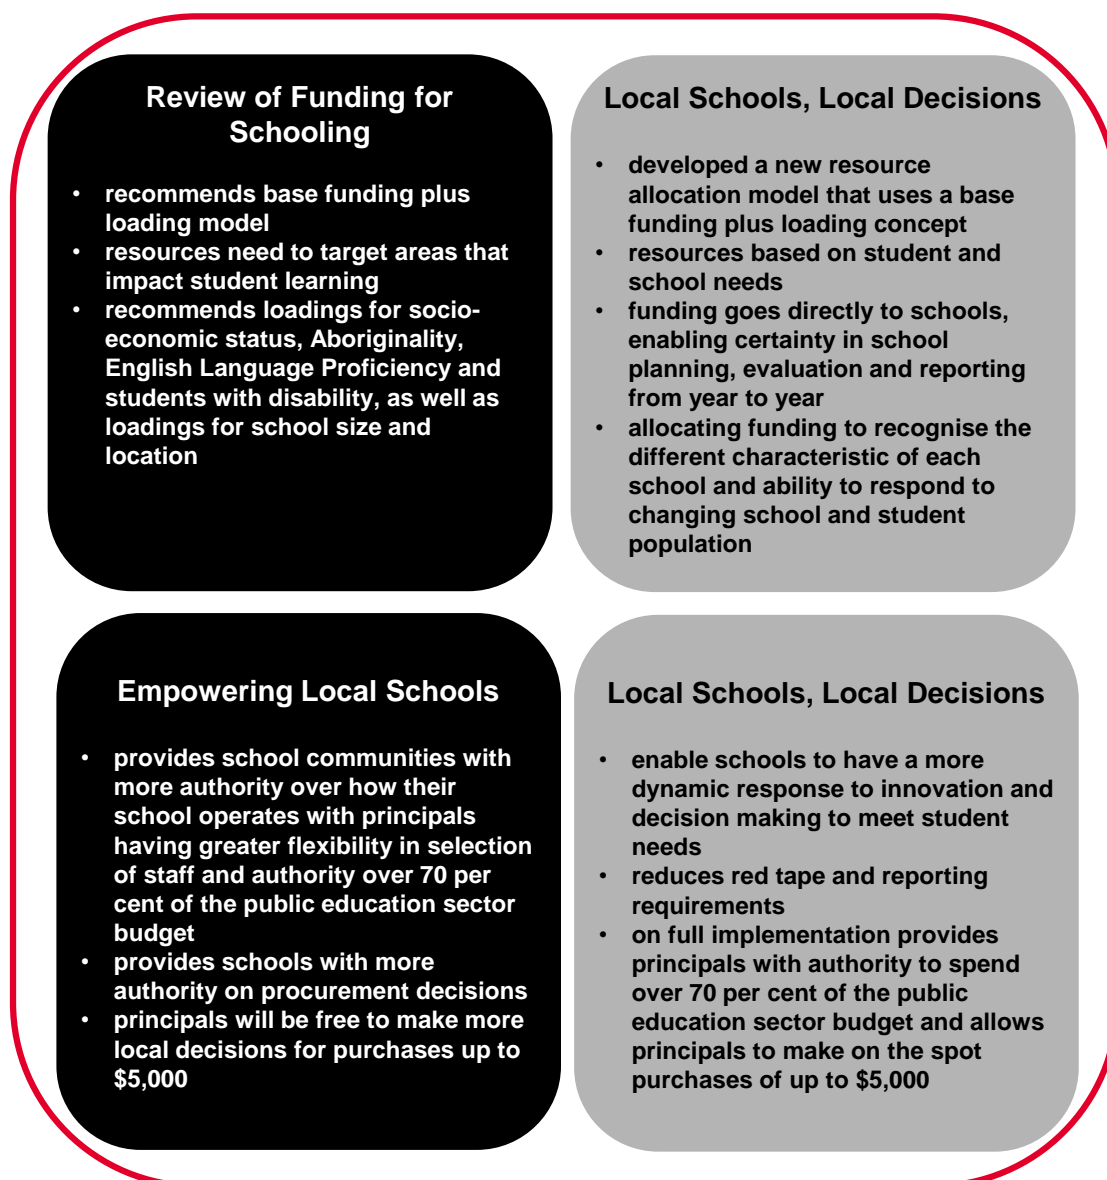 Review of Funding for
Schooling
• recommends base funding plus
loading model
• resources need to target areas that
impact student learning
• recommends loadings for socio-
economic status, Aboriginality,
English Language Proficiency and
students with disability, as well as
loadings for school size and
location
Local Schools, Local Decisions
• developed a new resource
allocation model that uses a base
funding plus loading concept
• resources based on student and
school needs
• funding goes directly to schools,
enabling certainty in school
planning, evaluation and reporting
from year to year
• allocating funding to recognise the
different characteristic of each
school and ability to respond to
changing school and student
population
Empowering Local Schools
• provides school communities with
more authority over how their
school operates with principals
having greater flexibility in selection
of staff and authority over 70 per
cent of the public education sector
budget
• provides schools with more
authority on procurement decisions
• principals will be free to make more
local decisions for purchases up to
$5,000
Local Schools, Local Decisions
• enable schools to have a more
dynamic response to innovation and
decision making to meet student
needs
• reduces red tape and reporting
requirements
• on full implementation provides
principals with authority to spend
over 70 per cent of the public
education sector budget and allows
principals to make on the spot
purchases of up to $5,000